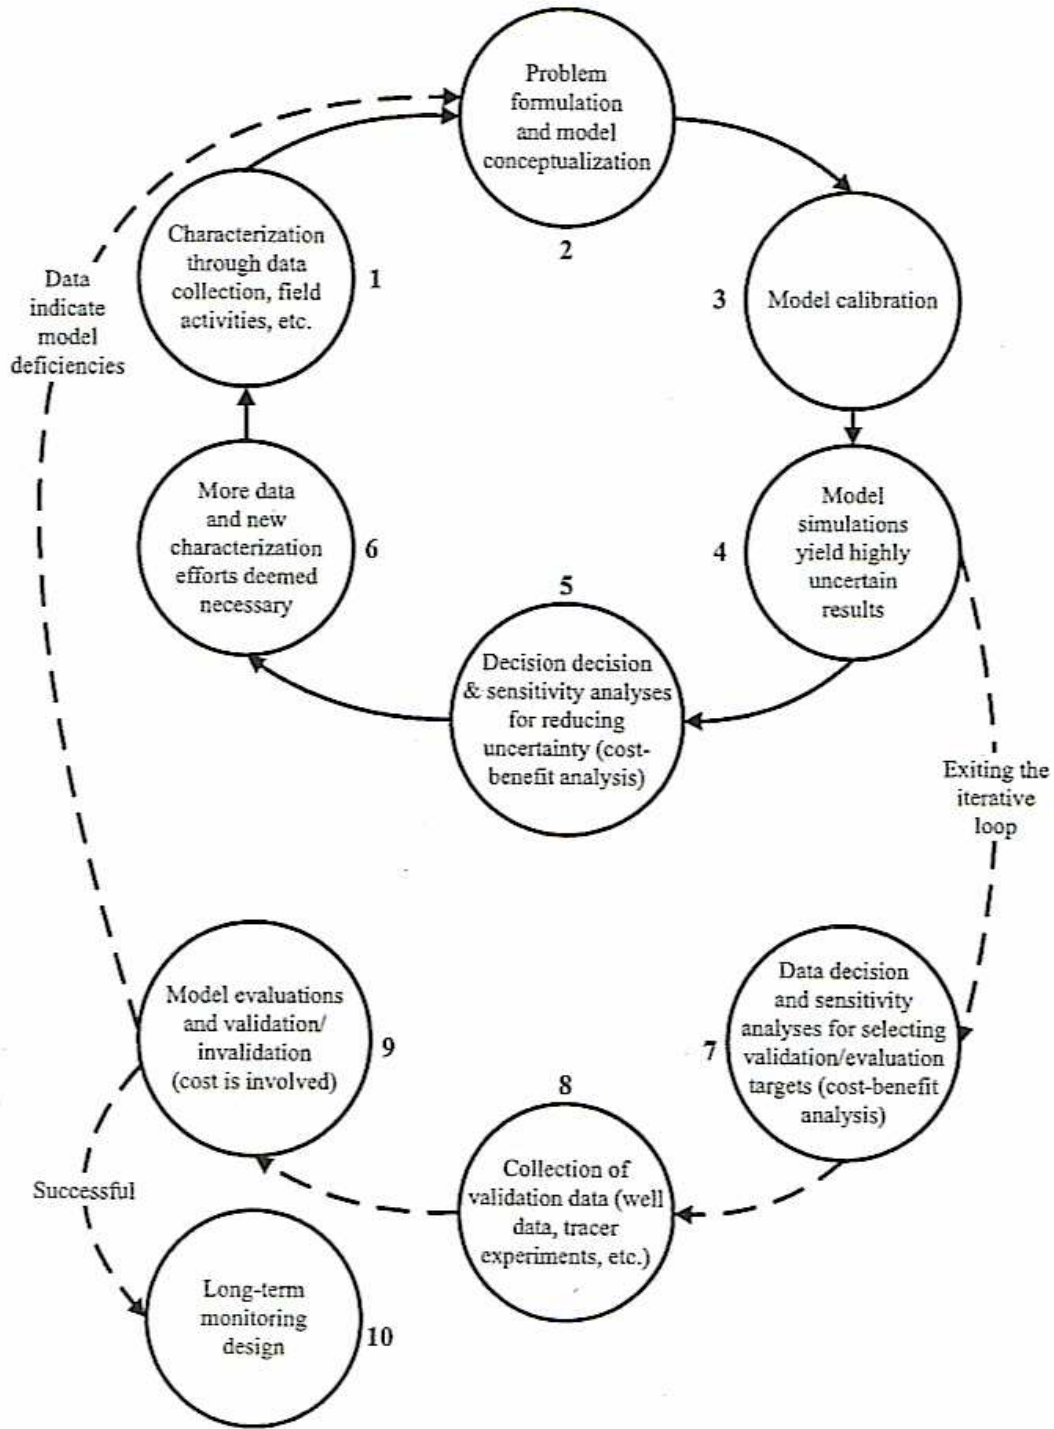 Problem
formulation
and model
conceptualization
2
Characterization
through data
collection, field
activities, etc.
1
Data
indicate
model
deficiencies
3
Model calibration
More data
and new
characterization
efforts deemed
necessary
6
4
Model
simulations
yield highly
uncertain
results
5
Decision decision
& sensitivity analyses
for reducing
uncertainty (cost-
benefit analysis)
Exiting the
iterative
loop
Model evaluations
and validation/
invalidation
(cost is involved)
9
7
Data decision
and sensitivity
analyses for selecting
validation/evaluation
targets (cost-benefit
analysis)
8
Collection of
validation data (well
data, tracer
experiments, etc.)
Successful
Long-term
monitoring
design
10